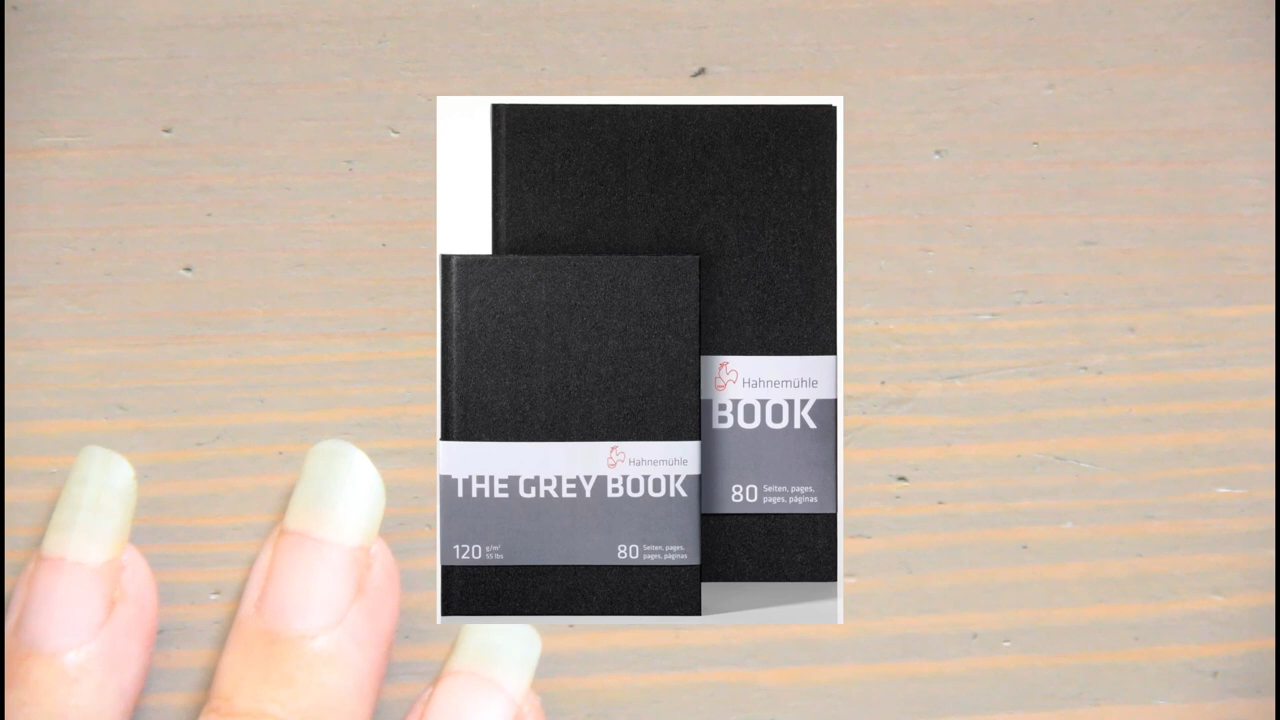 Hahnemühle
BOOK
80 Seiten, pages,
pages, páginas
Hahnemühle
THE GREY BOOK
120 g/m²
55 lbs
80 Seiten, pages,
pages, páginas